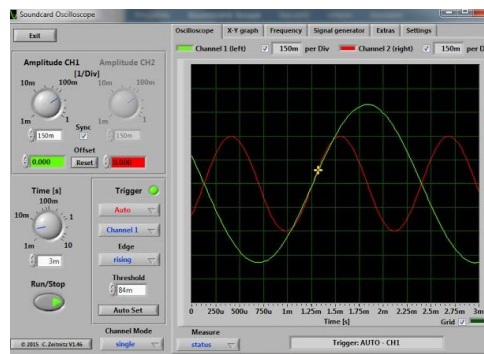 Soundcard Oscilloscope
Exit
Oscilloscope X-Y graph Frequency Signal generator Extras Settings
Channel 1 (left) 150m per Div Channel 2 (right) 150m per D
Amplitude CH1 Amplitude CH2
[1/Div]
10m 100m 10m 100m
1m 1 1m 1
Sync
150m 150m
Offset
0.000 Reset 0.000
Time [s]
100m
10m 1
1m 10
3m
Run/Stop
Trigger
Auto
Channel 1
Edge
rising
Threshold
84m
Auto Set
Channel Mode
single
© 2015 C. Zeitnitz V1.46
0 250u 500u 750u 1m 1.25m 1.5m 1.75m 2m 2.25m 2.5m 2.75m 3m
Time [s]
Grid
Measure
status
Trigger: AUTO - CH1